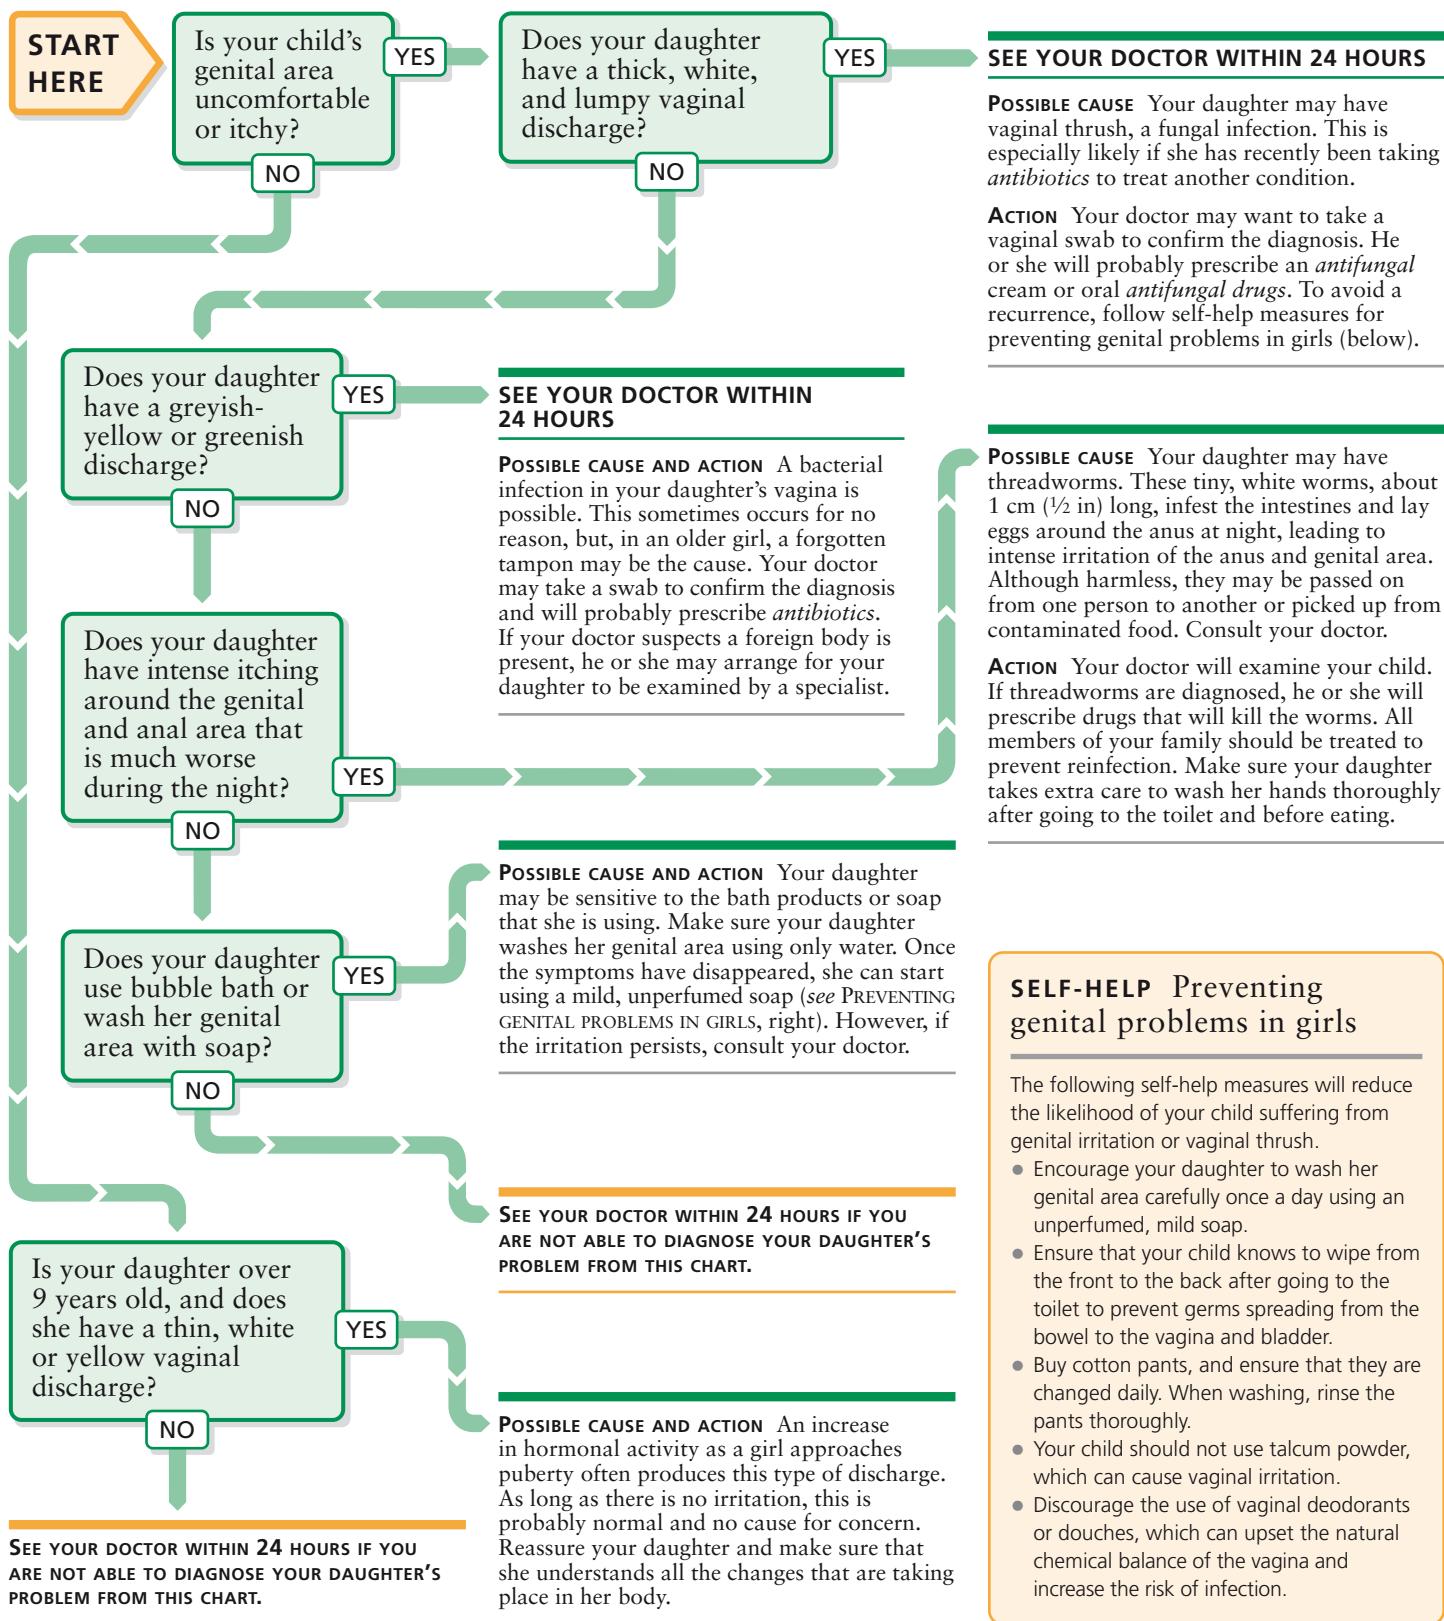 START
HERE
Is your child's
genital area
uncomfortable
or itchy?
YES
NO
Does your daughter
have a thick, white,
and lumpy vaginal
discharge?
YES
NO
SEE YOUR DOCTOR WITHIN 24 HOURS
POSSIBLE CAUSE Your daughter may have
vaginal thrush, a fungal infection. This is
especially likely if she has recently been taking
antibiotics to treat another condition.
ACTION Your doctor may want to take a
vaginal swab to confirm the diagnosis. He
or she will probably prescribe an antifungal
cream or oral antifungal drugs. To avoid a
recurrence, follow self-help measures for
preventing genital problems in girls (below).
Does your daughter
have a greyish-
yellow or greenish
discharge?
YES
NO
SEE YOUR DOCTOR WITHIN
24 HOURS
POSSIBLE CAUSE AND ACTION A bacterial
infection in your daughter's vagina is
possible. This sometimes occurs for no
reason, but, in an older girl, a forgotten
tampon may be the cause. Your doctor
may take a swab to confirm the diagnosis
and will probably prescribe antibiotics.
If your doctor suspects a foreign body is
present, he or she may arrange for your
daughter to be examined by a specialist.
Does your daughter
have intense itching
around the genital
and anal area that
is much worse
during the night?
YES
NO
POSSIBLE CAUSE Your daughter may have
threadworms. These tiny, white worms, about
1 cm (½ in) long, infest the intestines and lay
eggs around the anus at night, leading to
intense irritation of the anus and genital area.
Although harmless, they may be passed on
from one person to another or picked up from
contaminated food. Consult your doctor.
ACTION Your doctor will examine your child.
If threadworms are diagnosed, he or she will
prescribe drugs that will kill the worms. All
members of your family should be treated to
prevent reinfection. Make sure your daughter
takes extra care to wash her hands thoroughly
after going to the toilet and before eating.
Does your daughter
use bubble bath or
wash her genital
area with soap?
YES
NO
POSSIBLE CAUSE AND ACTION Your daughter
may be sensitive to the bath products or soap
that she is using. Make sure your daughter
washes her genital area using only water. Once
the symptoms have disappeared, she can start
using a mild, unperfumed soap (see PREVENTING
GENITAL PROBLEMS IN GIRLS, right). However, if
the irritation persists, consult your doctor.
SEE YOUR DOCTOR WITHIN 24 HOURS IF YOU
ARE NOT ABLE TO DIAGNOSE YOUR DAUGHTER'S
PROBLEM FROM THIS CHART.
Is your daughter over
9 years old, and does
she have a thin, white
or yellow vaginal
discharge?
YES
NO
POSSIBLE CAUSE AND ACTION An increase
in hormonal activity as a girl approaches
puberty often produces this type of discharge.
As long as there is no irritation, this is
probably normal and no cause for concern.
Reassure your daughter and make sure that
she understands all the changes that are taking
place in her body.
SEE YOUR DOCTOR WITHIN 24 HOURS IF YOU
ARE NOT ABLE TO DIAGNOSE YOUR DAUGHTER'S
PROBLEM FROM THIS CHART.
SELF-HELP Preventing
genital problems in girls
The following self-help measures will reduce
the likelihood of your child suffering from
genital irritation or vaginal thrush.
● Encourage your daughter to wash her
genital area carefully once a day using an
unperfumed, mild soap.
● Ensure that your child knows to wipe from
the front to the back after going to the
toilet to prevent germs spreading from the
bowel to the vagina and bladder.
● Buy cotton pants, and ensure that they are
changed daily. When washing, rinse the
pants thoroughly.
● Your child should not use talcum powder,
which can cause vaginal irritation.
● Discourage the use of vaginal deodorants
or douches, which can upset the natural
chemical balance of the vagina and
increase the risk of infection.